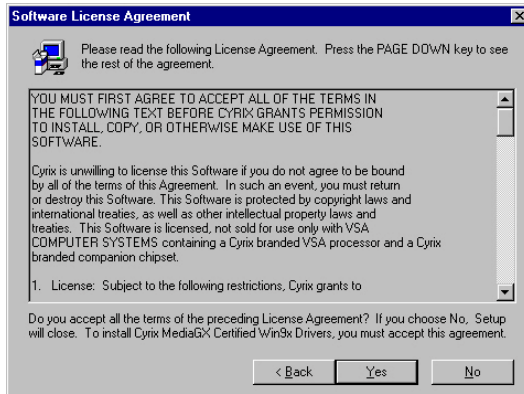 Software License Agreement
Please read the following License Agreement. Press the PAGE DOWN key to see
the rest of the agreement.
YOU MUST FIRST AGREE TO ACCEPT ALL OF THE TERMS IN
THE FOLLOWING TEXT BEFORE CYRIX GRANTS PERMISSION
TO INSTALL, COPY, OR OTHERWISE MAKE USE OF THIS
SOFTWARE.
Cyrix is unwilling to license this Software if you do not agree to be bound
by all of the terms of this Agreement. In such an event, you must return
or destroy this Software. This Software is protected by copyright laws and
international treaties, as well as other intellectual property laws and
treaties. This Software is licensed, not sold for use only with VSA
COMPUTER SYSTEMS containing a Cyrix branded VSA processor and a Cyrix
branded companion chipset.
1. License: Subject to the following restrictions, Cyrix grants to
Do you accept all the terms of the preceding License Agreement? If you choose No, Setup
will close. To install Cyrix MediaGX Certified Win9x Drivers, you must accept this agreement.
< Back
Yes
No